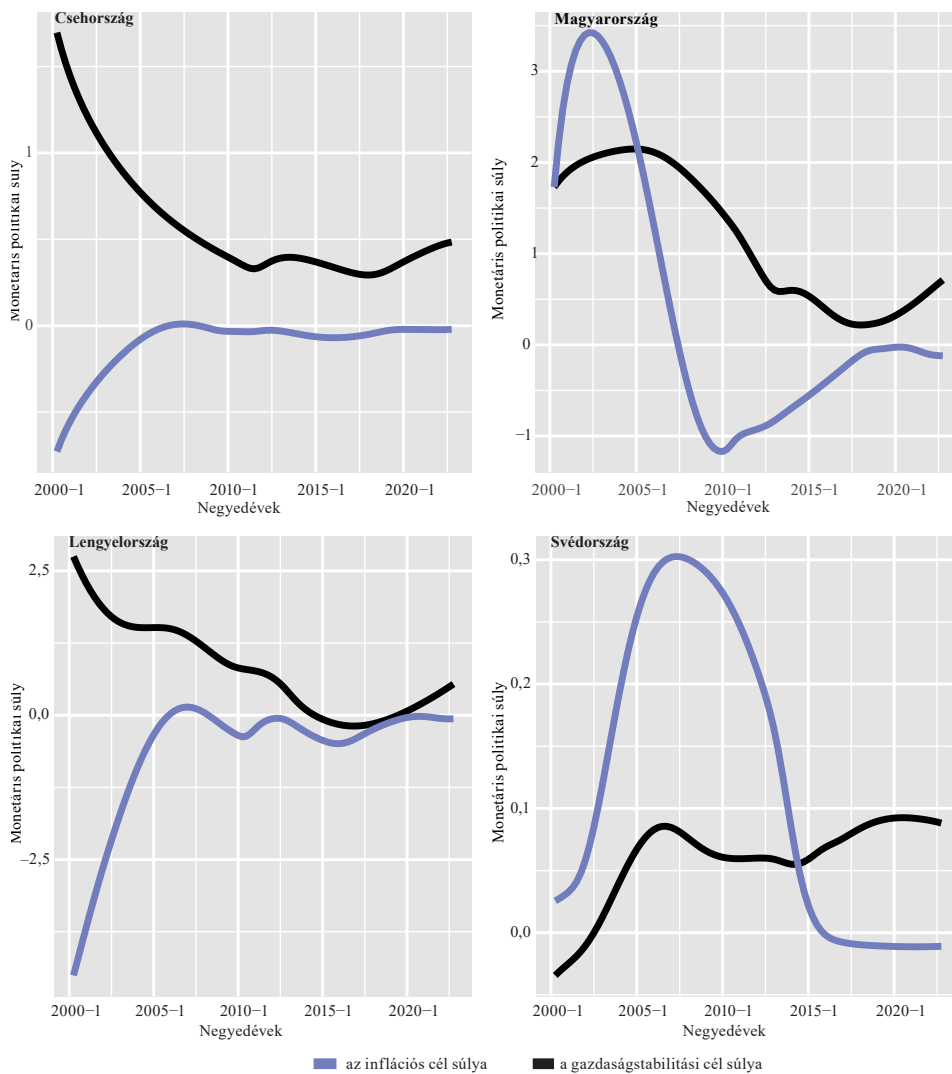 Csehország
Monetáris politikai súly
1
0
2000–1 2005–1 2010–1 2015–1 2020–1
Negyedévek
Magyarország
Monetáris politikai súly
3
2
1
0
−1
2000–1 2005–1 2010–1 2015–1 2020–1
Negyedévek
Lengyelország
Monetáris politikai súly
2,5
0,0
−2,5
2000–1 2005–1 2010–1 2015–1 2020–1
Negyedévek
Svédország
Monetáris politikai súly
0,3
0,2
0,1
0,0
2000–1 2005–1 2010–1 2015–1 2020–1
Negyedévek
az inflációs cél súlya a gazdaságstabilitási cél súlya